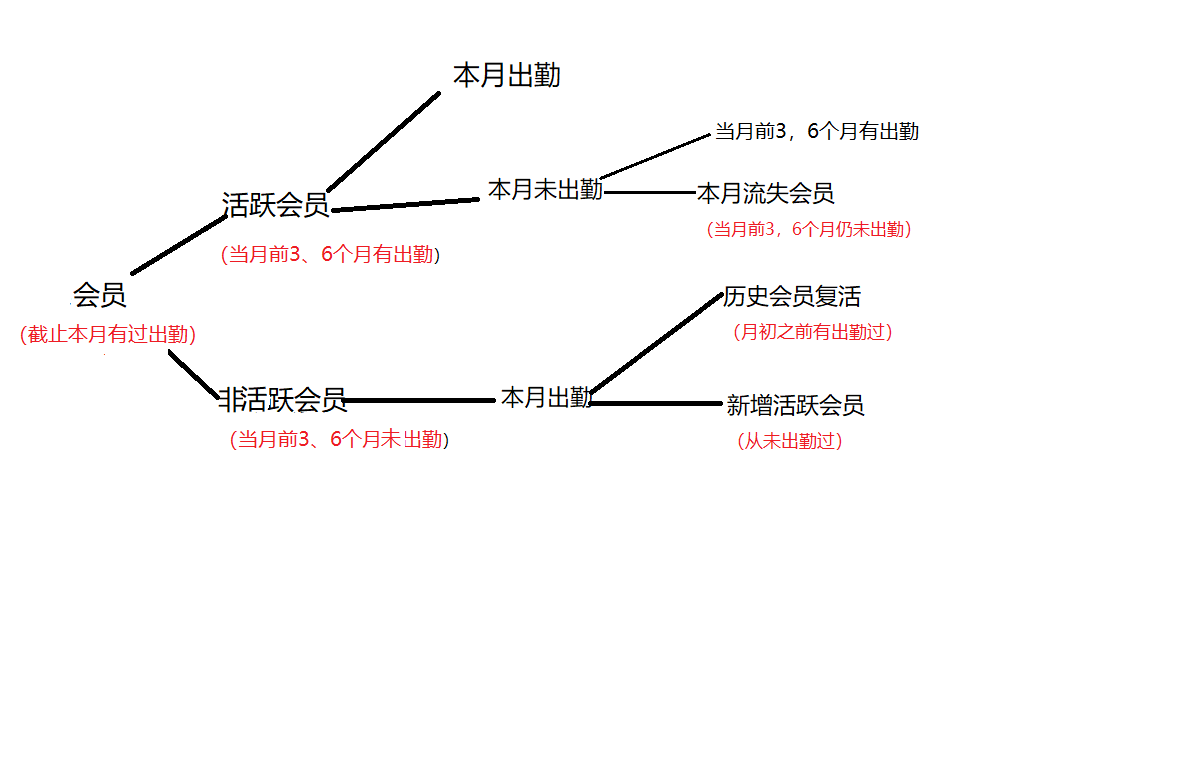 本月出勤
当月前3，6个月有出勤
本月未出勤
本月流失会员
（当月前3，6个月仍未出勤）
活跃会员
（当月前3、6个月有出勤）
会员
（截止本月有过出勤）
历史会员复活
（月初之前有出勤过）
非活跃会员
（当月前3、6个月未出勤）
本月出勤
新增活跃会员
（从未出勤过）